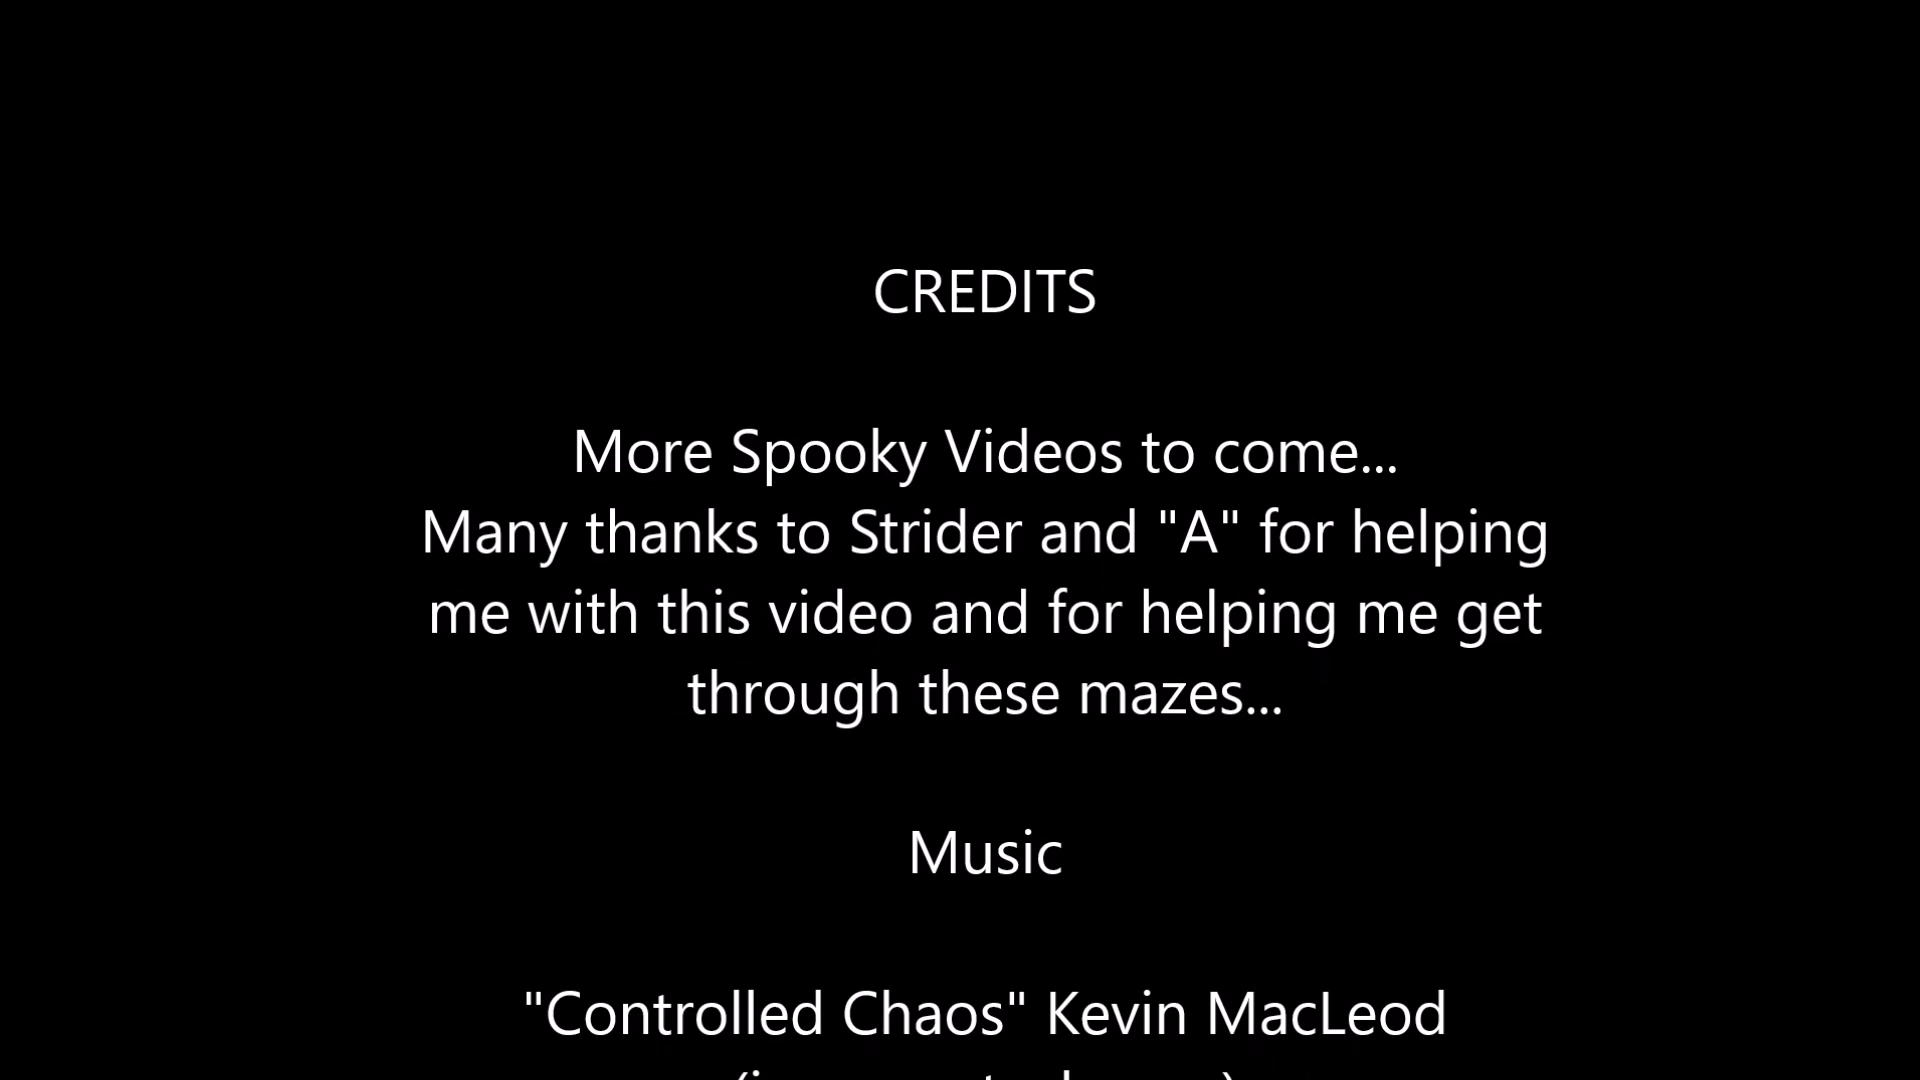 CREDITS
More Spooky Videos to come...
Many thanks to Strider and "A" for helping
me with this video and for helping me get
through these mazes...
Music
"Controlled Chaos" Kevin MacLeod